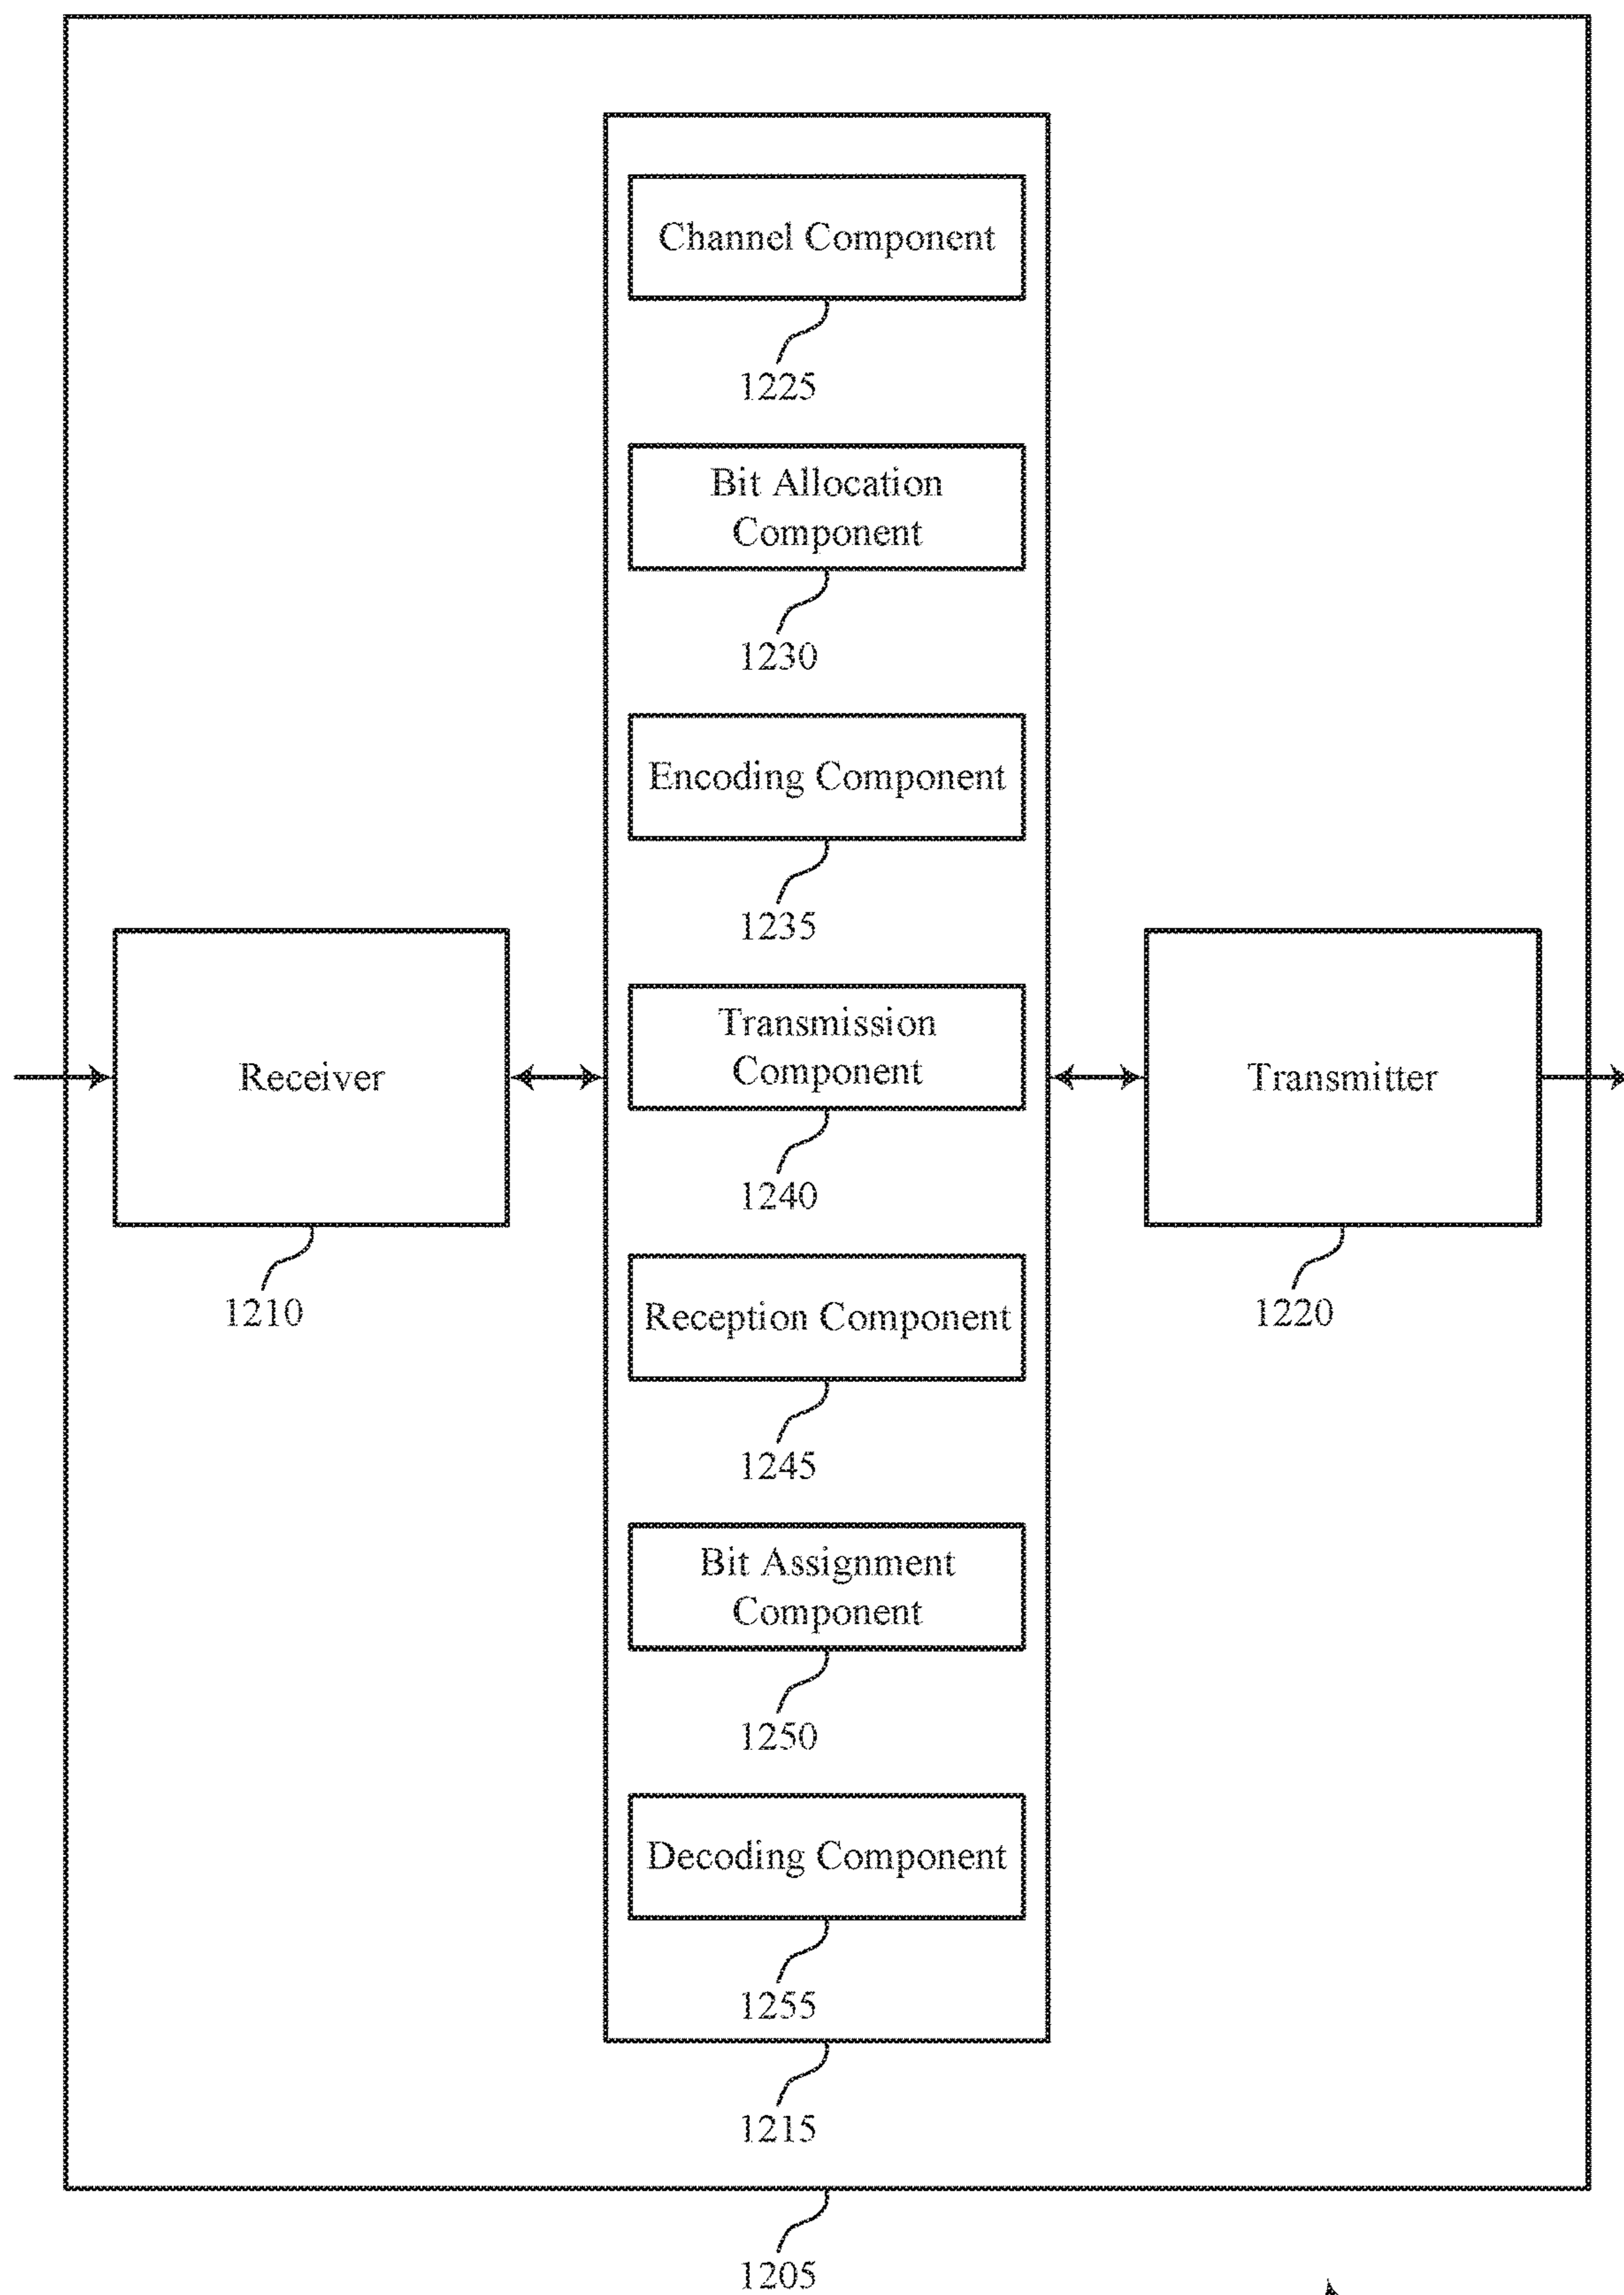 Channel Component
1225
Bit Allocation
Component
1230
Encoding Component
1235
Transmission
Component
1240
Receiver
1210
Transmitter
1220
Reception Component
1245
Bit Assignment
Component
1250
Decoding Component
1255
1215
1205